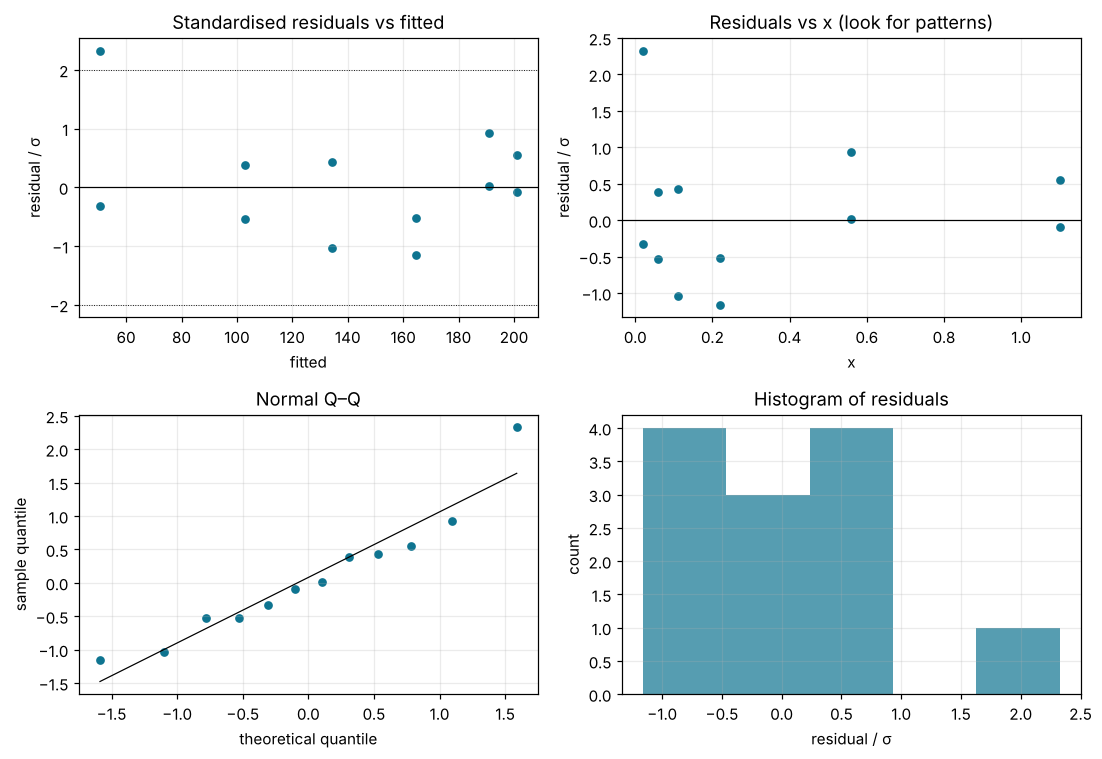 Standardised residuals vs fitted
residual / σ
2
1
0
−1
−2
60 80 100 120 140 160 180 200
fitted
Residuals vs x (look for patterns)
residual / σ
2.5
2.0
1.5
1.0
0.5
0.0
−0.5
−1.0
0.0 0.2 0.4 0.6 0.8 1.0
x
Normal Q–Q
sample quantile
2.5
2.0
1.5
1.0
0.5
0.0
−0.5
−1.0
−1.5
−1.5 −1.0 −0.5 0.0 0.5 1.0 1.5
theoretical quantile
Histogram of residuals
count
4.0
3.5
3.0
2.5
2.0
1.5
1.0
0.5
0.0
−1.0 −0.5 0.0 0.5 1.0 1.5 2.0 2.5
residual / σ